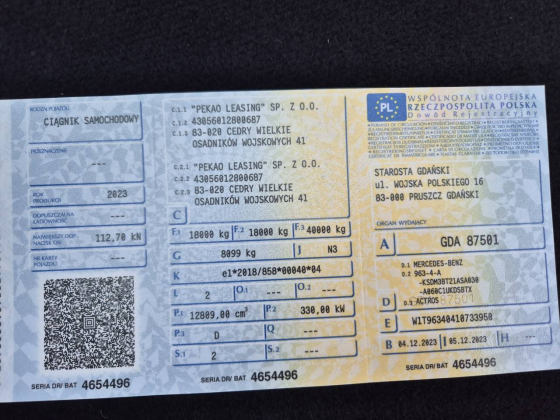 RODZAJ POJAZDU
CIĄGNIK SAMOCHODOWY
PRZEZNACZENIE
---
ROK PRODUKCJI
2023
DOPUSZCZALNA ŁADOWNOŚĆ
---
NAJWIĘKSZY DOP. NACISK OSI
112,70 kN
NR KARTY POJAZDU
---
SERIA DR/ BAT 4654496
C.1.1 "PEKAO LEASING" SP. Z O.O.
C.1.2 43056012800687
C.1.3 83-020 CEDRY WIELKIE
OSADNIKÓW WOJSKOWYCH 41
C.2.1 "PEKAO LEASING" SP. Z O.O.
C.2.2 43056012800687
C.2.3 83-020 CEDRY WIELKIE
OSADNIKÓW WOJSKOWYCH 41
C
F.1 18000 kg F.2 18000 kg F.3 40000 kg
G 8099 kg J N3
K e1*2018/858*00040*04
L 2 O.1 --- O.2 ---
P.1 12809,00 cm³ P.2 330,00 kW
P.3 D Q ---
S.1 2 S.2 ---
SERIA DR/ BAT 4654496
PL
WSPÓLNOTA EUROPEJSKA
RZECZPOSPOLITA POLSKA
Dowód Rejestracyjny
STAROSTA GDAŃSKI
ul. WOJSKA POLSKIEGO 16
83-000 PRUSZCZ GDAŃSKI
ORGAN WYDAJĄCY
A GDA 87501
D.1 MERCEDES-BENZ
D.2 963-4-A
-KSDM3BT21ASA030
-A060C1UKDSBTX
D D.3 ACTROS
E W1T96340410733958
B 04.12.2023 I 05.12.2023 H ---
SERIA DR/ BAT 4654496